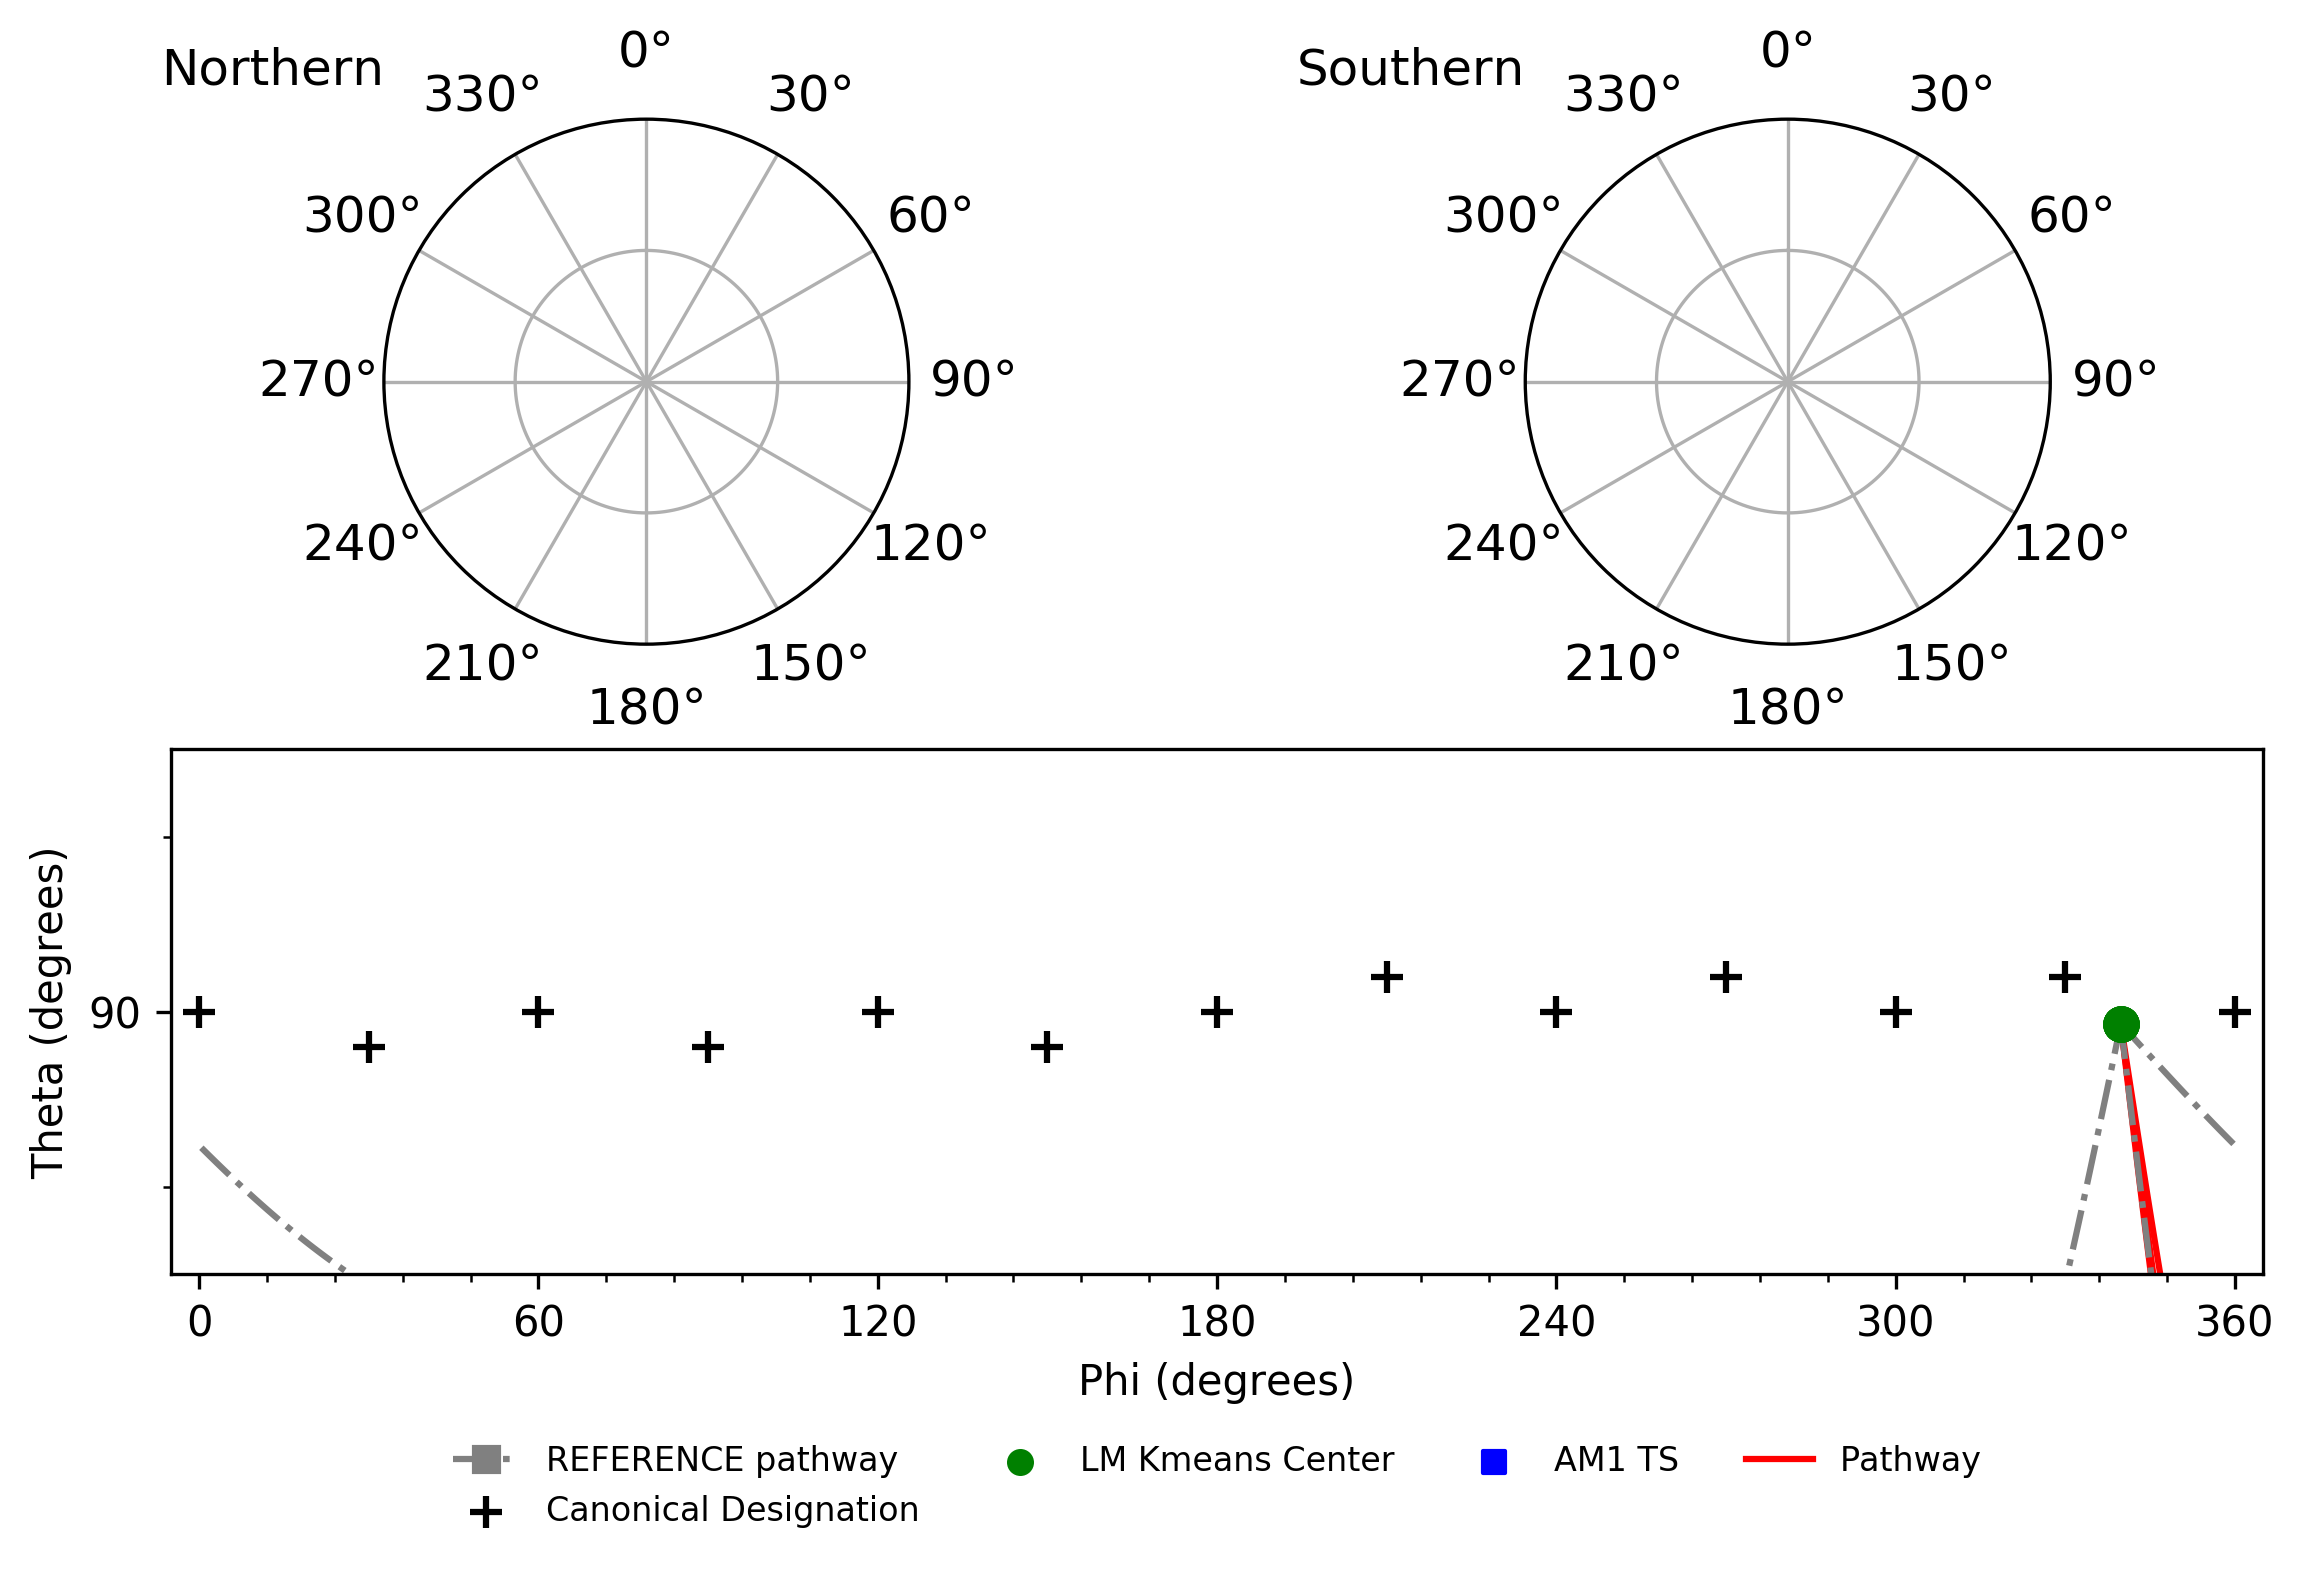 Northern
0°
330°
30°
300°
60°
270°
90°
240°
120°
210°
150°
180°
Southern
0°
330°
30°
300°
60°
270°
90°
240°
120°
210°
150°
180°
Theta (degrees)
90
0 60 120 180 240 300 360
Phi (degrees)
REFERENCE pathway
Canonical Designation
LM Kmeans Center
AM1 TS
Pathway